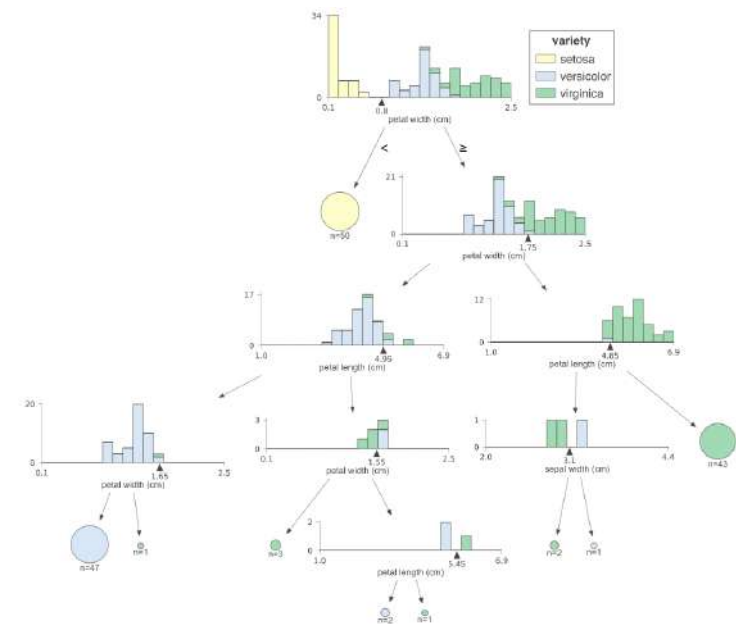 34
0
0.1
0.8
2.5
petal width (cm)
variety
setosa
versicolor
virginica
<
≥
n=50
21
0
0.1
1.75
2.5
petal width (cm)
17
0
1.0
4.95
6.9
petal length (cm)
12
0
1.0
4.85
6.9
petal length (cm)
20
0
0.1
1.65
2.5
petal width (cm)
3
0
0.1
1.55
2.5
petal width (cm)
1
0
2.0
3.1
4.4
sepal width (cm)
n=43
n=47
n=1
n=3
2
0
1.0
5.45
6.9
petal length (cm)
n=2
n=1
n=2
n=1